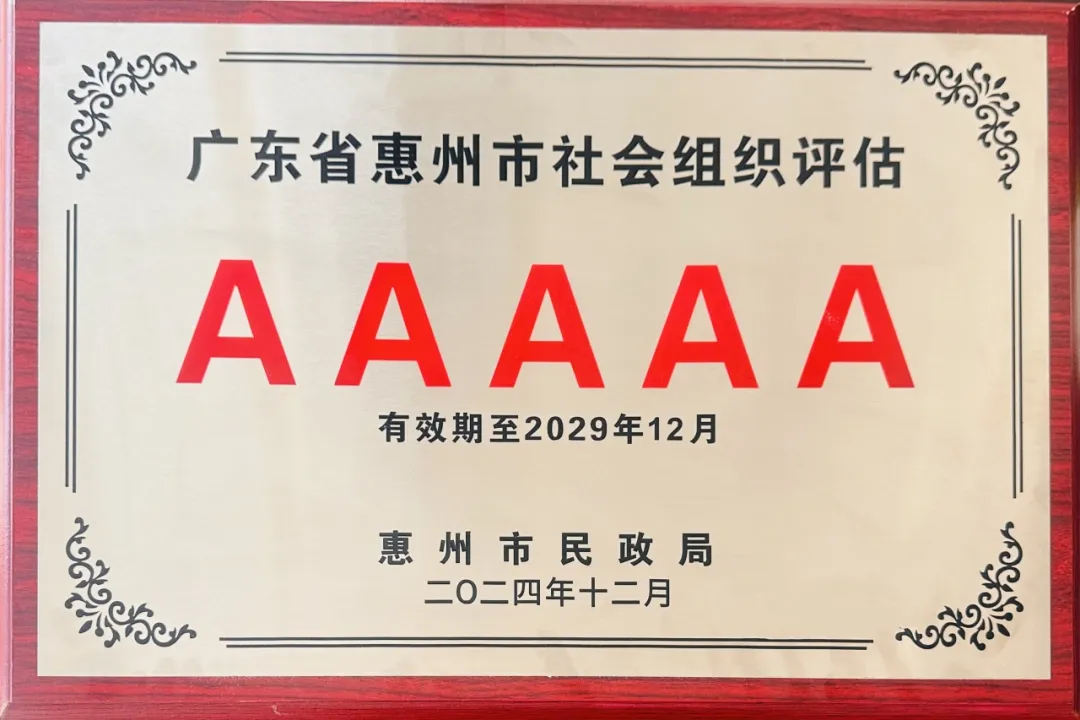 广东省惠州市社会组织评估
AAAAA
有效期至2029年12月
惠州市民政局
二〇二四年十二月